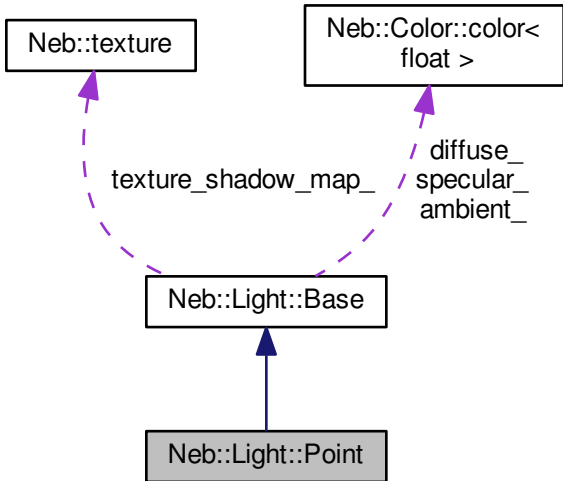 Neb::texture
Neb::Color::color<
float >
texture_shadow_map_
diffuse_
specular_
ambient_
Neb::Light::Base
Neb::Light::Point